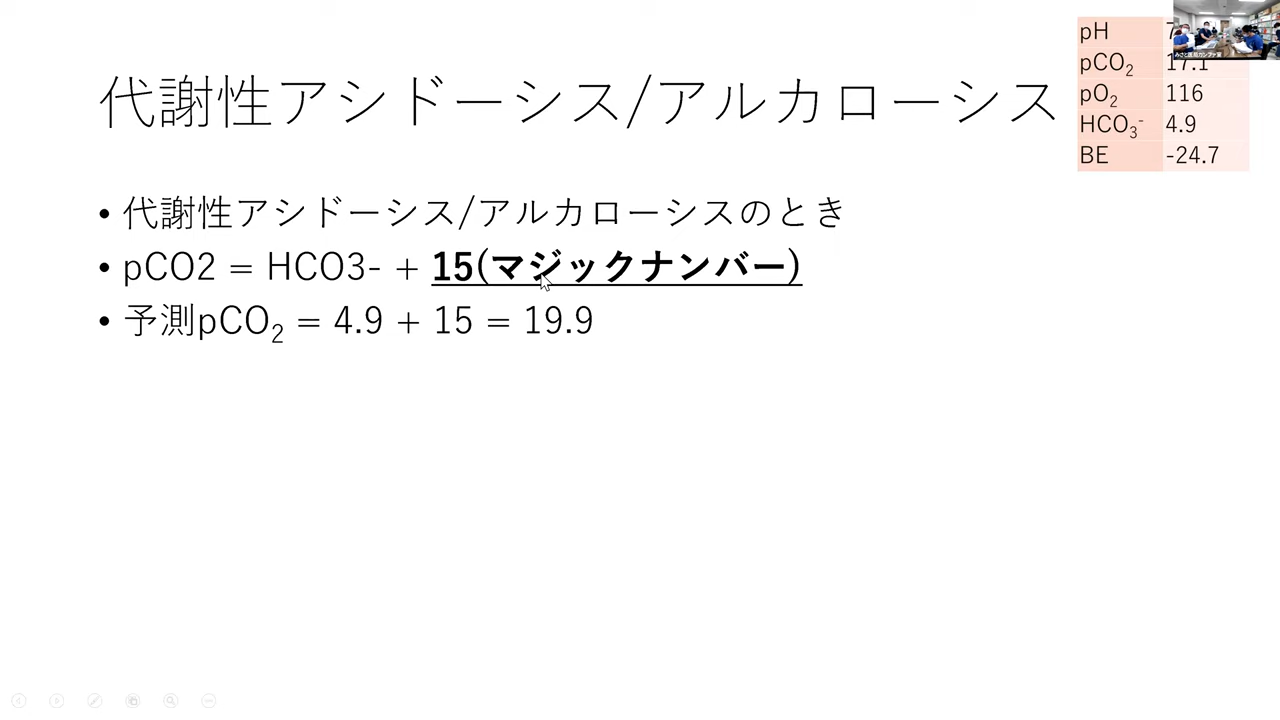 代謝性アシドーシス/アルカローシス
pH 7
pCO₂ 17.1
pO₂ 116
HCO₃⁻ 4.9
BE -24.7
• 代謝性アシドーシス/アルカローシスのとき
• pCO2 = HCO3- + 15(マジックナンバー)
• 予測pCO₂ = 4.9 + 15 = 19.9